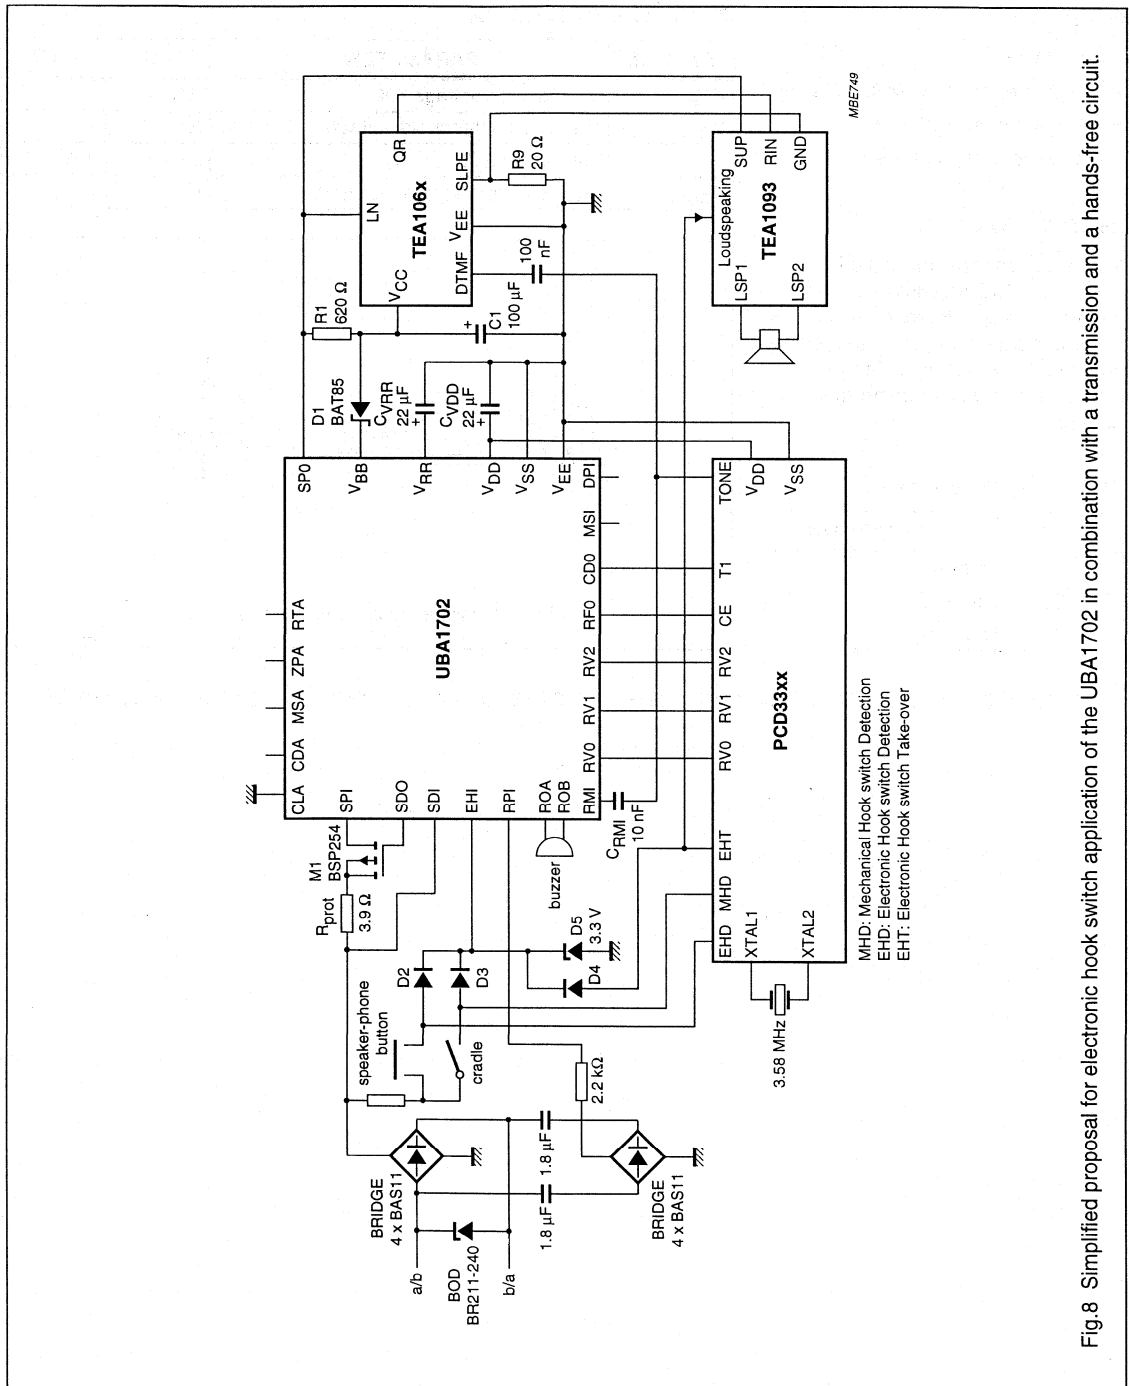 a/b
BOD
BR211-240
b/a
BRIDGE
4 x BAS11
1.8 µF
1.8 µF
BRIDGE
4 x BAS11
2.2 kΩ
speaker-phone
button
cradle
D2
D3
D4
D5
3.3 V
Rprot
3.9 Ω
M1
BSP254
buzzer
CRMI
10 nF
CLA
CDA
MSA
ZPA
RTA
SPI
SDO
SDI
EHI
RPI
ROA
ROB
UBA1702
SP0
VBB
VRR
VDD
VSS
VEE
RMI
RV0
RV1
RV2
RF0
CD0
MSI
DPI
D1
BAT85
CVRR
22 µF
+
CVDD
22 µF
+
R1
620 Ω
+
C1
100 µF
LN
VCC
QR
TEA106x
DTMF
VEE
SLPE
100
nF
R9
20 Ω
3.58 MHz
XTAL1
XTAL2
EHD
MHD
EHT
RV0
RV1
RV2
CE
T1
TONE
VDD
VSS
PCD33xx
Loudspeaking
LSP1
LSP2
TEA1093
SUP
RIN
GND
MHD: Mechanical Hook switch Detection
EHD: Electronic Hook switch Detection
EHT: Electronic Hook switch Take-over
MBE749
Fig.8 Simplified proposal for electronic hook switch application of the UBA1702 in combination with a transmission and a hands-free circuit.